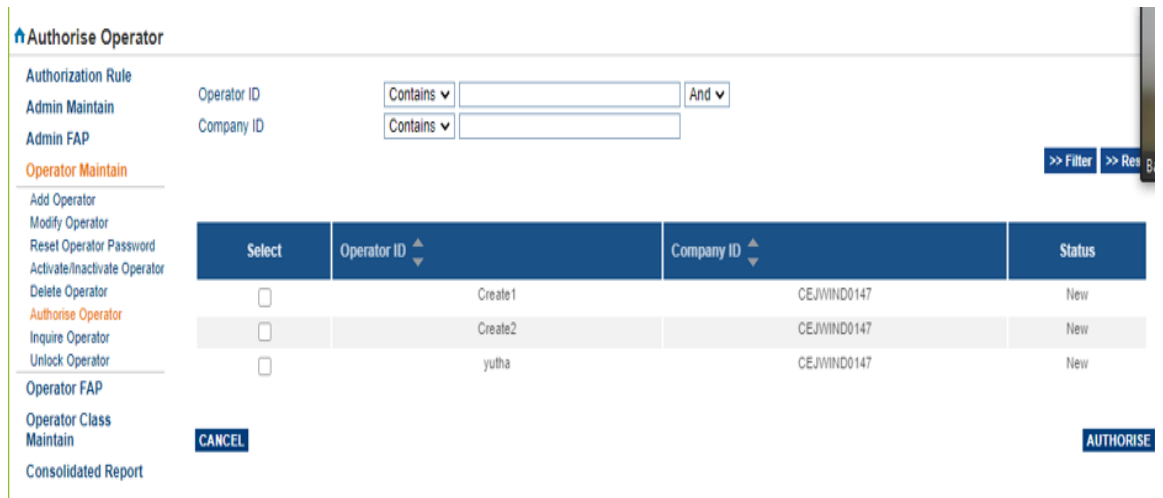 Authorise Operator
Authorization Rule
Admin Maintain
Admin FAP
Operator Maintain
Add Operator
Modify Operator
Reset Operator Password
Activate/Inactivate Operator
Delete Operator
Authorise Operator
Inquire Operator
Unlock Operator
Operator FAP
Operator Class
Maintain
Consolidated Report
Operator ID Contains And
Company ID Contains
>> Filter >> Res
Ba
Select Operator ID Company ID Status
Create1 CEJWIND0147 New
Create2 CEJWIND0147 New
yutha CEJWIND0147 New
CANCEL AUTHORISE